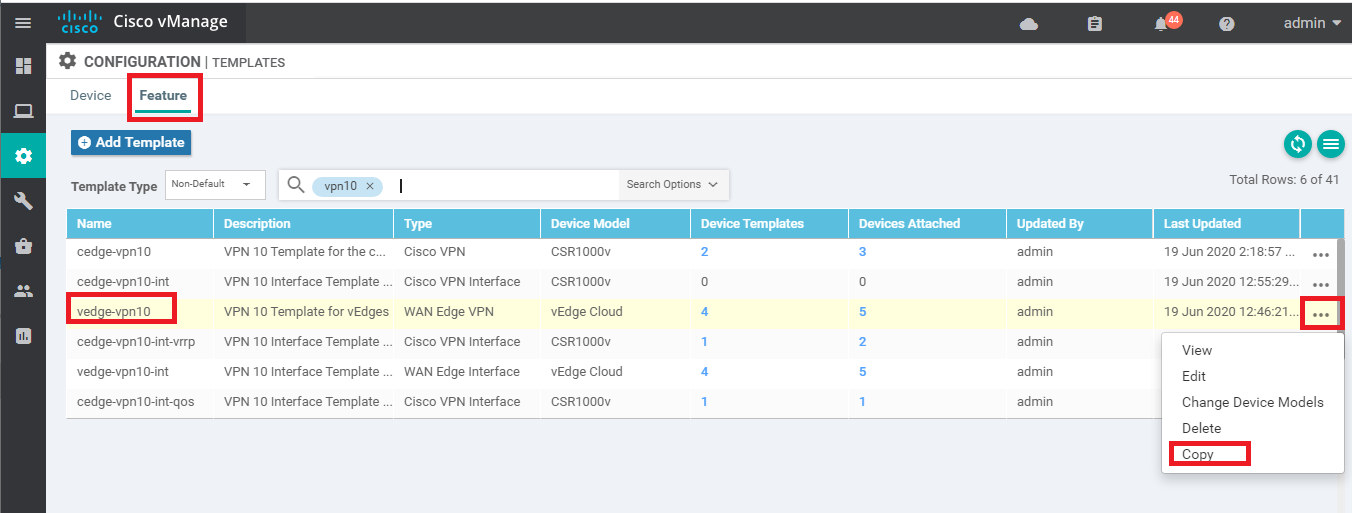 CISCO Cisco vManage 44 admin
CONFIGURATION | TEMPLATES
Device Feature
Add Template
Template Type Non-Default vpn10 × Search Options Total Rows: 6 of 41
Name Description Type Device Model Device Templates Devices Attached Updated By Last Updated
cedge-vpn10 VPN 10 Template for the c... Cisco VPN CSR1000v 2 3 admin 19 Jun 2020 2:18:57 ... •••
cedge-vpn10-int VPN 10 Interface Template ... Cisco VPN Interface CSR1000v 0 0 admin 19 Jun 2020 12:55:29... •••
vedge-vpn10 VPN 10 Template for vEdges WAN Edge VPN vEdge Cloud 4 5 admin 19 Jun 2020 12:46:21... •••
cedge-vpn10-int-vrrp VPN 10 Interface Template ... Cisco VPN Interface CSR1000v 1 2 admin
vedge-vpn10-int VPN 10 Interface Template ... WAN Edge Interface vEdge Cloud 4 5 admin
cedge-vpn10-int-qos VPN 10 Interface Template ... Cisco VPN Interface CSR1000v 1 1 admin
View
Edit
Change Device Models
Delete
Copy